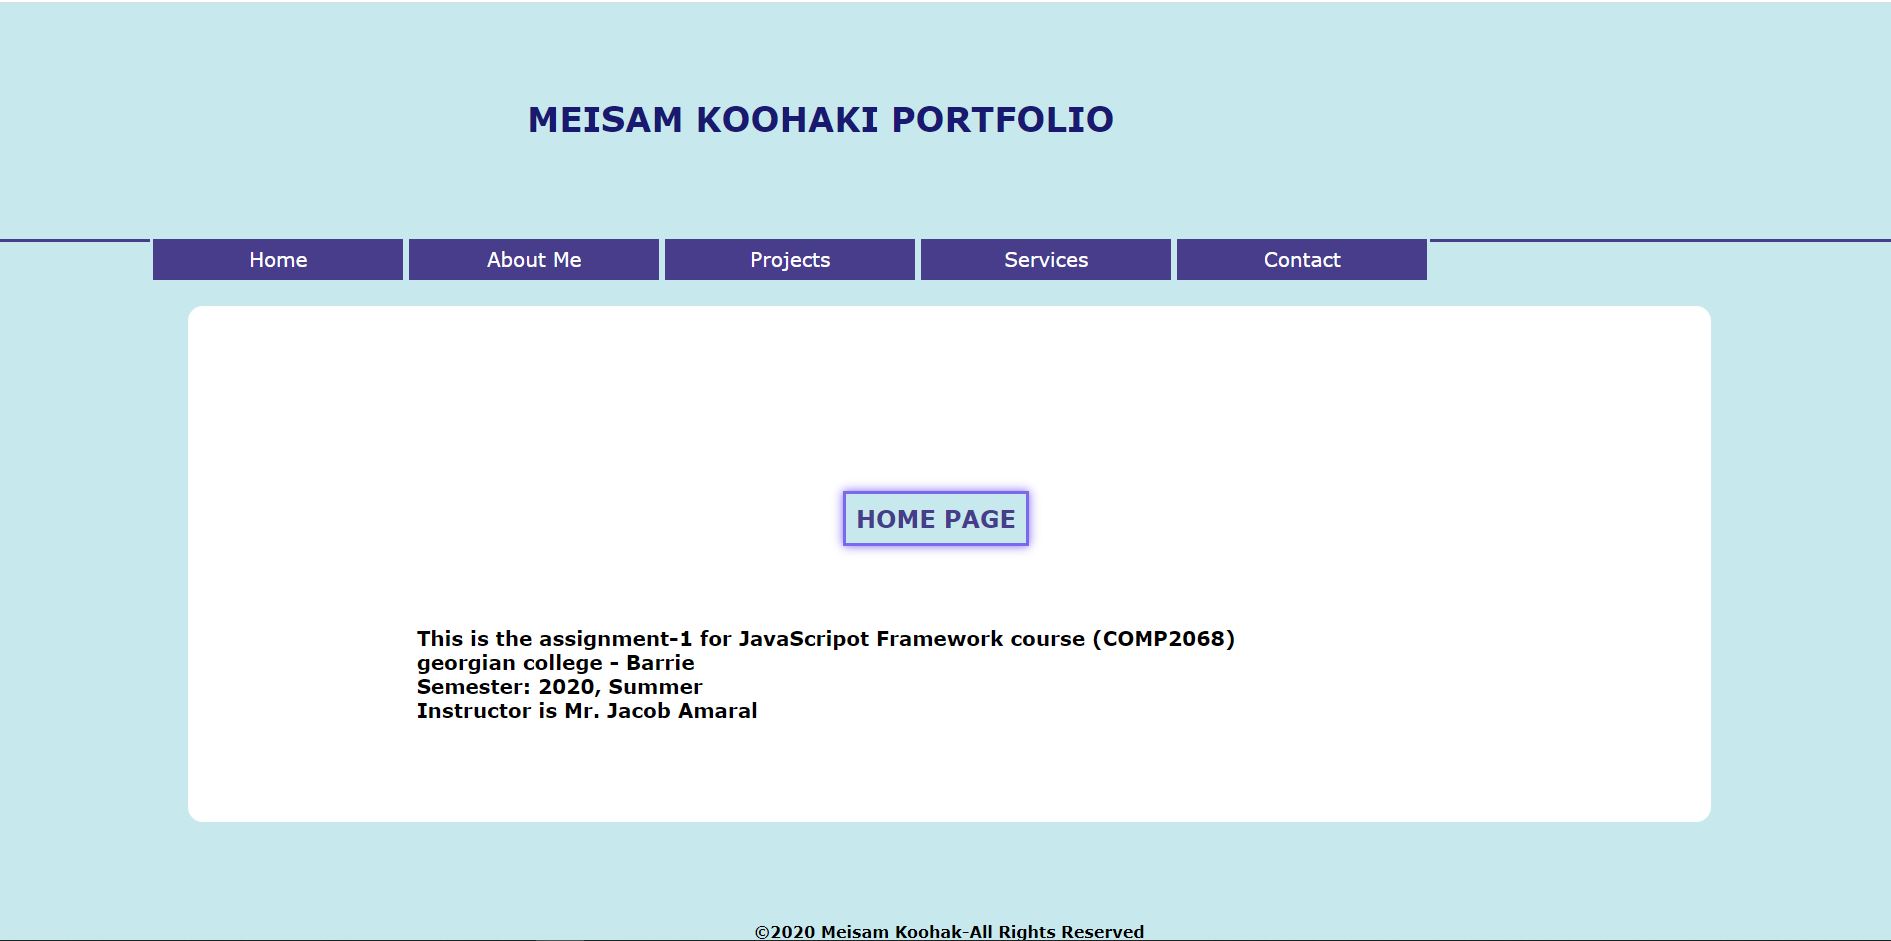 MEISAM KOOHAKI PORTFOLIO
Home About Me Projects Services Contact
HOME PAGE
This is the assignment-1 for JavaScripot Framework course (COMP2068)
georgian college - Barrie
Semester: 2020, Summer
Instructor is Mr. Jacob Amaral
©2020 Meisam Koohak-All Rights Reserved